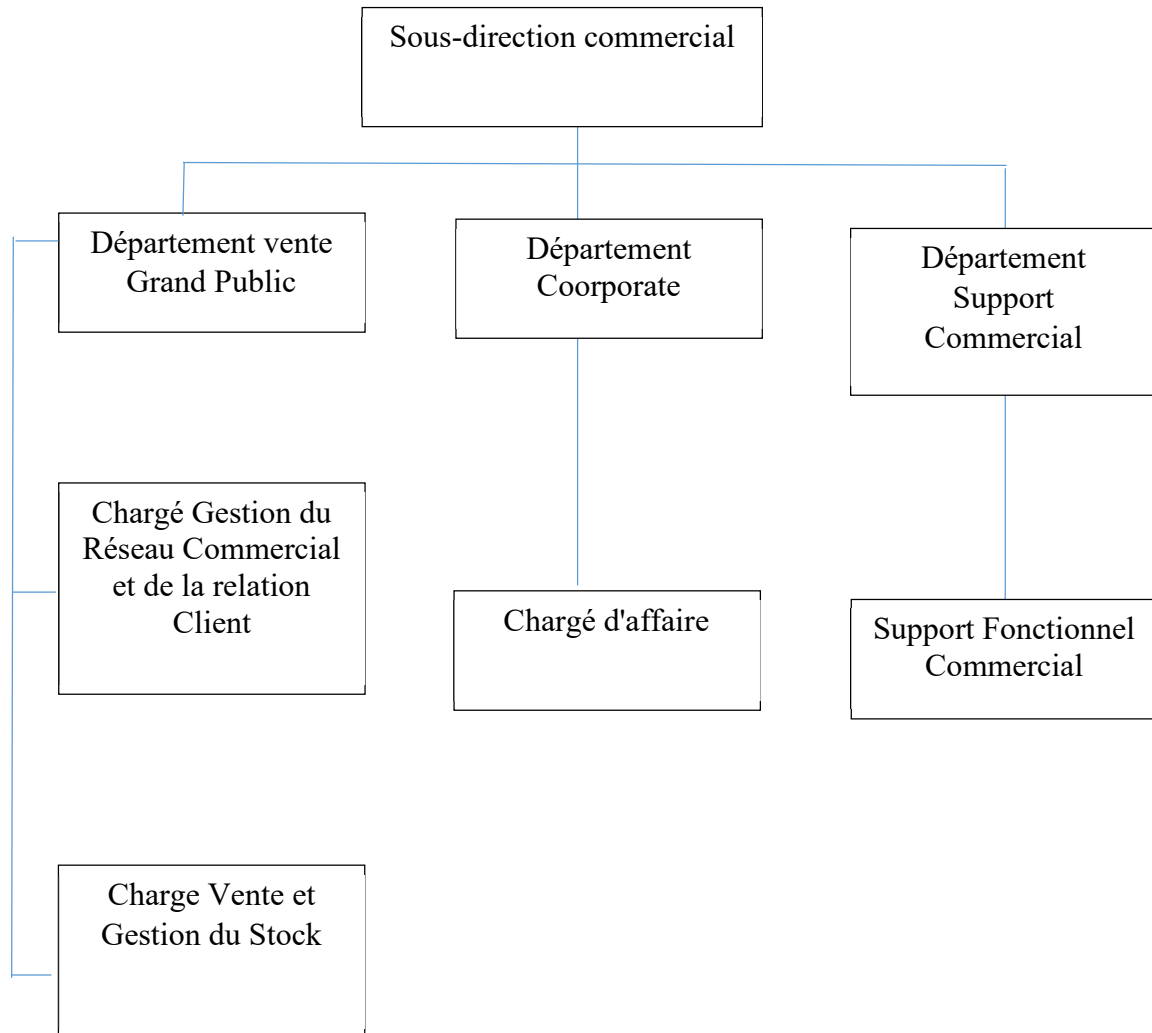 Sous-direction commercial
Département vente
Grand Public
Département
Coorporate
Département
Support
Commercial
Chargé Gestion du
Réseau Commercial
et de la relation
Client
Chargé d'affaire
Support Fonctionnel
Commercial
Charge Vente et
Gestion du Stock